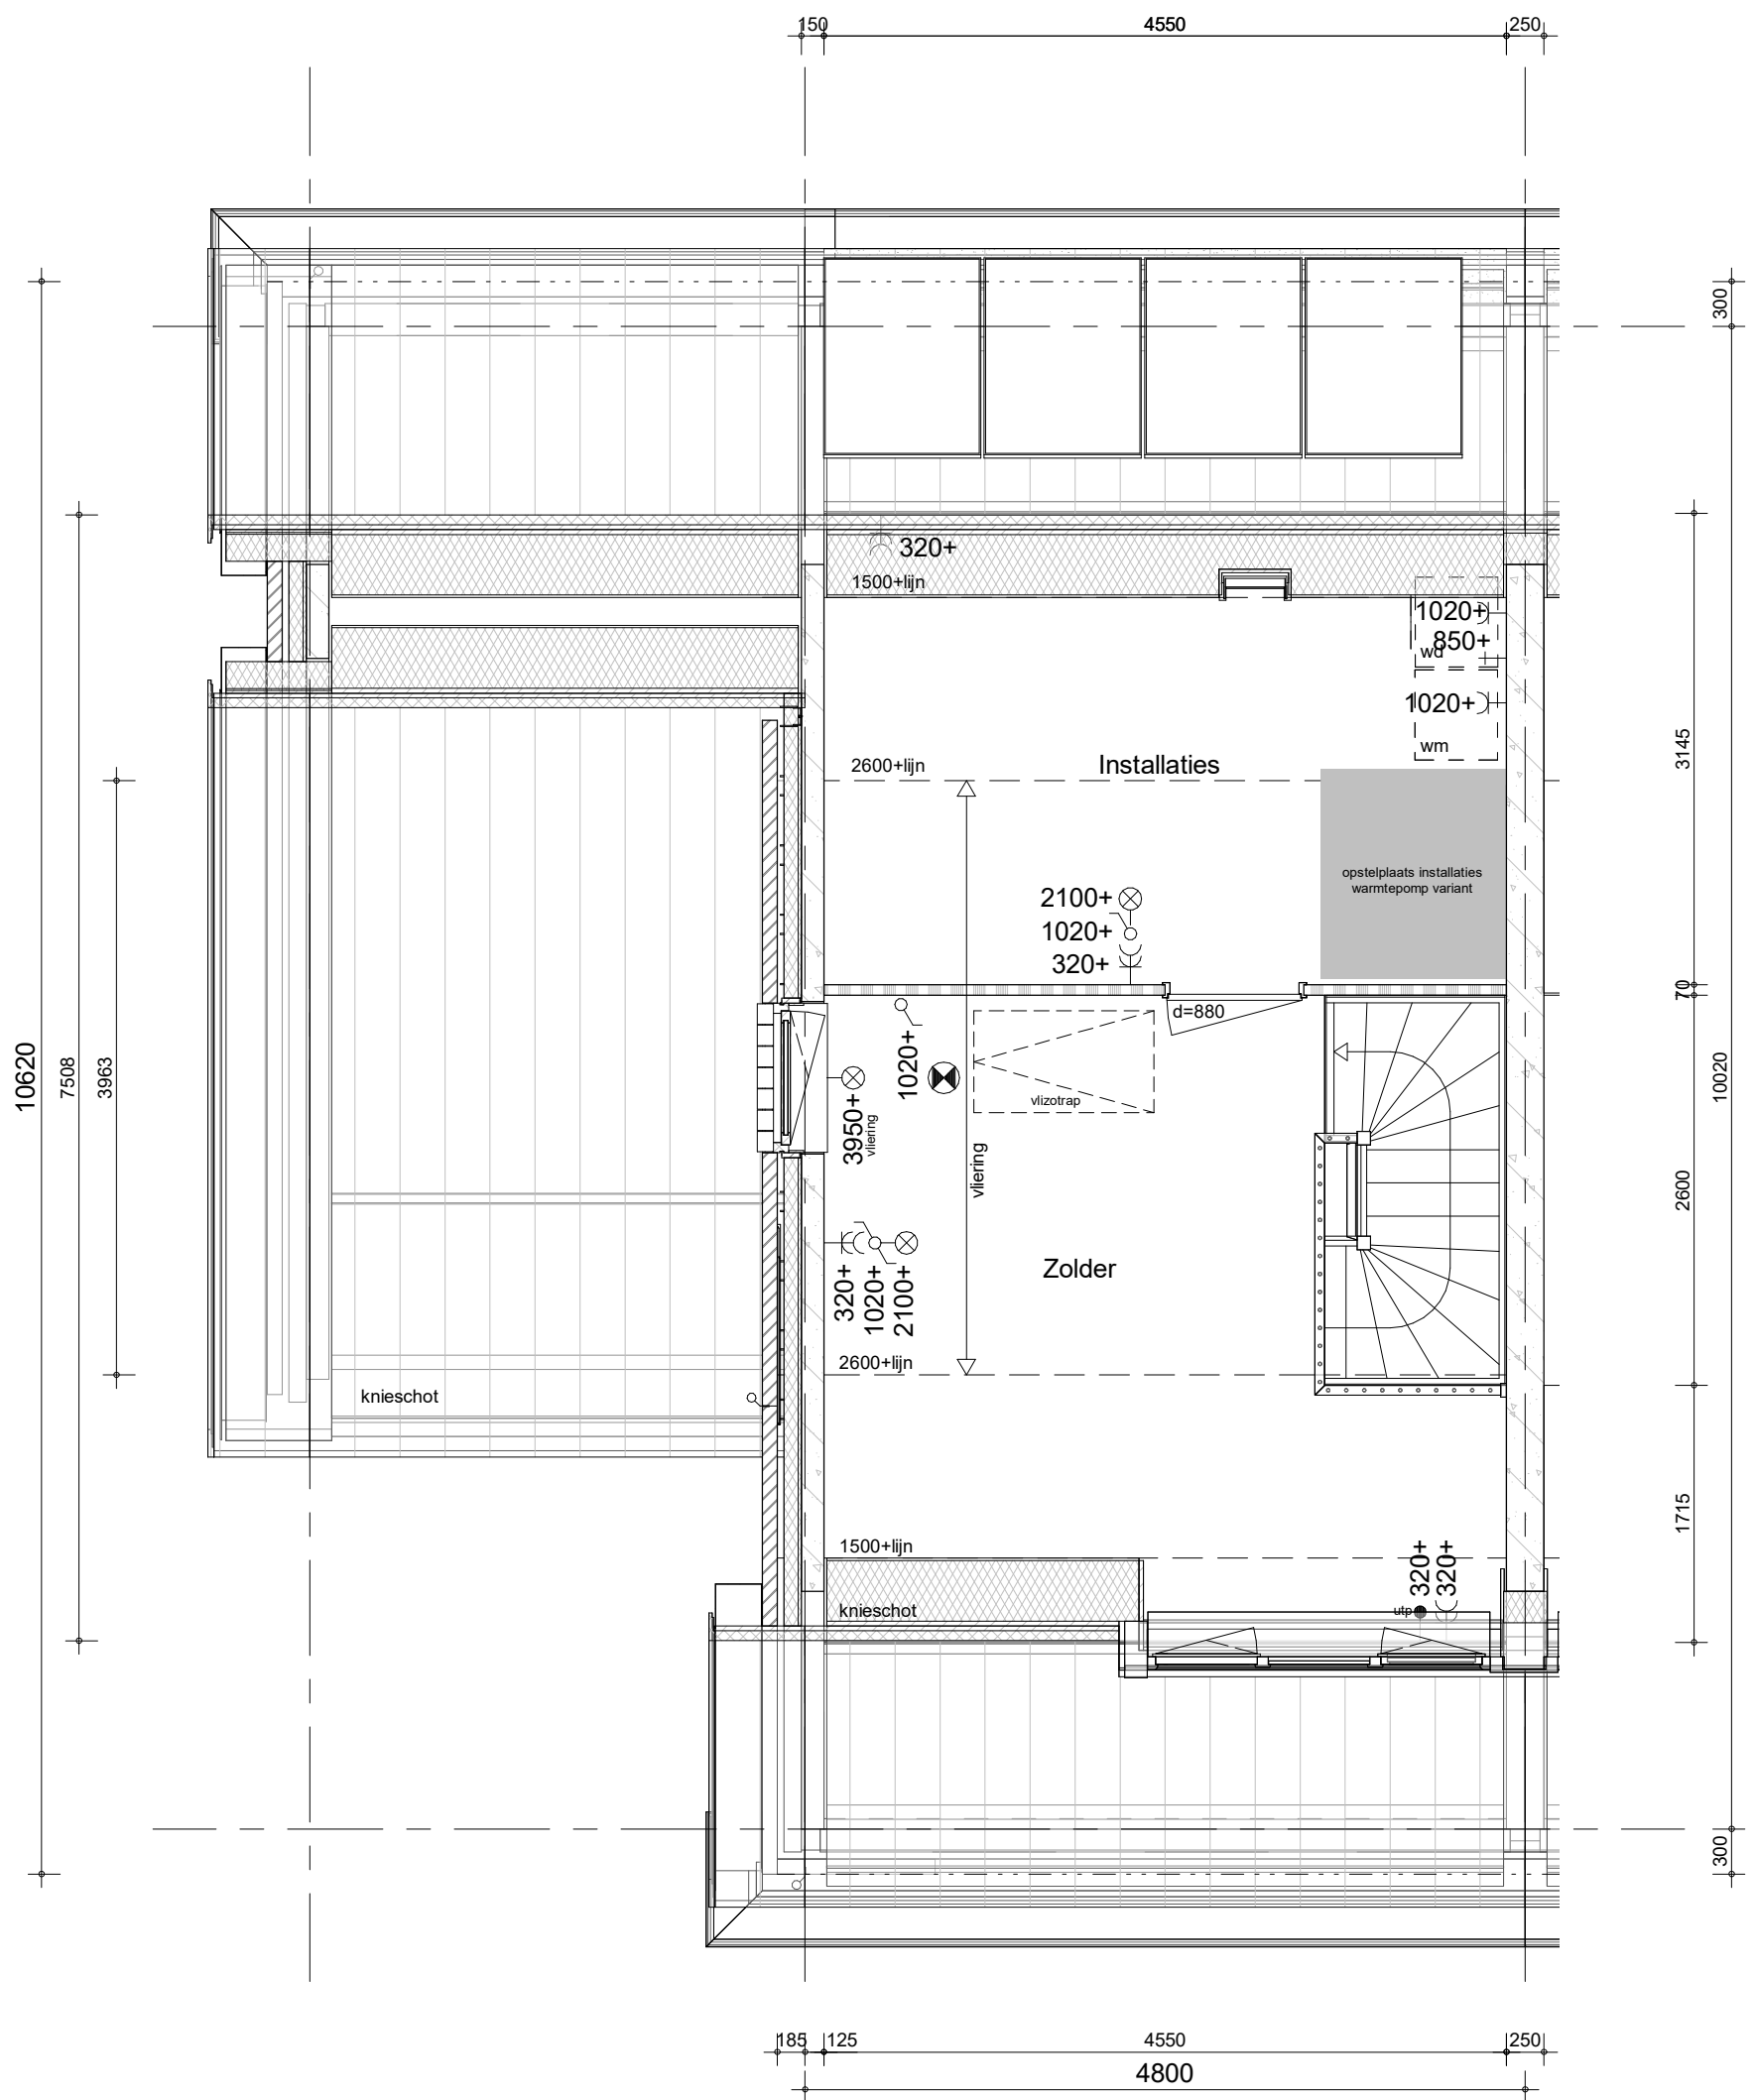 150
4550
250
300
320+
1500+lijn
1020+
850+
wd
1020+
wm
2600+lijn
Installaties
3145
opstelplaats installaties
warmtepomp variant
2100+
1020+
320+
70
d=880
10620
7508
3963
1020+
3950+
vliering
vlizotrap
vliering
10020
2600
320+
1020+
2100+
Zolder
2600+lijn
knieschot
1715
1500+lijn
320+
320+
utp
knieschot
300
185
125
4550
250
4800